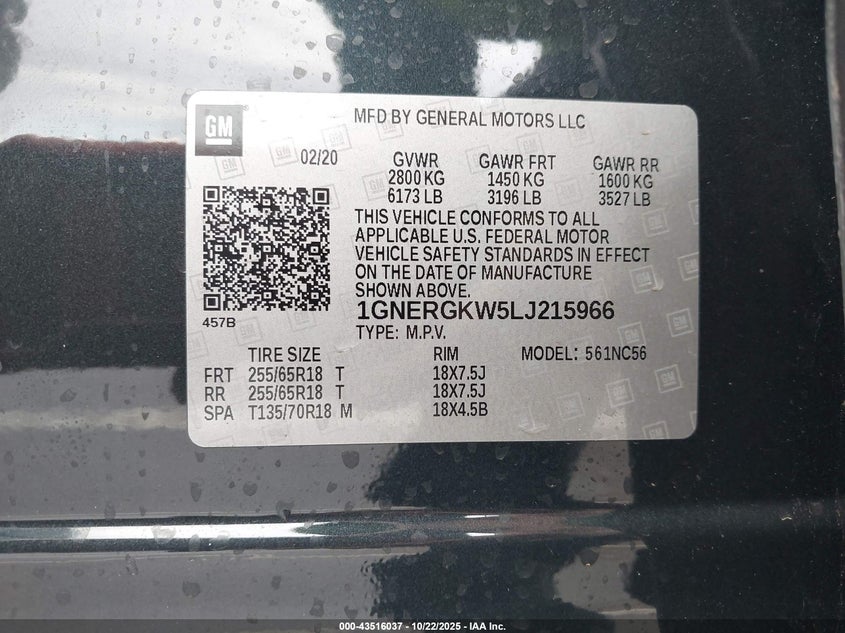 GM
MFD BY GENERAL MOTORS LLC
02/20
GVWR GAWR FRT GAWR RR
2800 KG 1450 KG 1600 KG
6173 LB 3196 LB 3527 LB
THIS VEHICLE CONFORMS TO ALL
APPLICABLE U.S. FEDERAL MOTOR
VEHICLE SAFETY STANDARDS IN EFFECT
ON THE DATE OF MANUFACTURE
SHOWN ABOVE.
1GNERGKW5LJ215966
457B
TYPE: M.P.V.
TIRE SIZE RIM MODEL: 561NC56
FRT 255/65R18 T 18X7.5J
RR 255/65R18 T 18X7.5J
SPA T135/70R18 M 18X4.5B
000-43516037 - 10/22/2025 - IAA Inc.